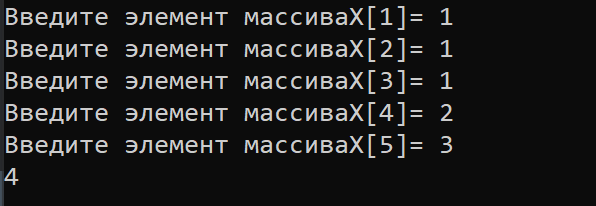 Введите элемент массиваX[1]= 1
Введите элемент массиваX[2]= 1
Введите элемент массиваX[3]= 1
Введите элемент массиваX[4]= 2
Введите элемент массиваX[5]= 3
4